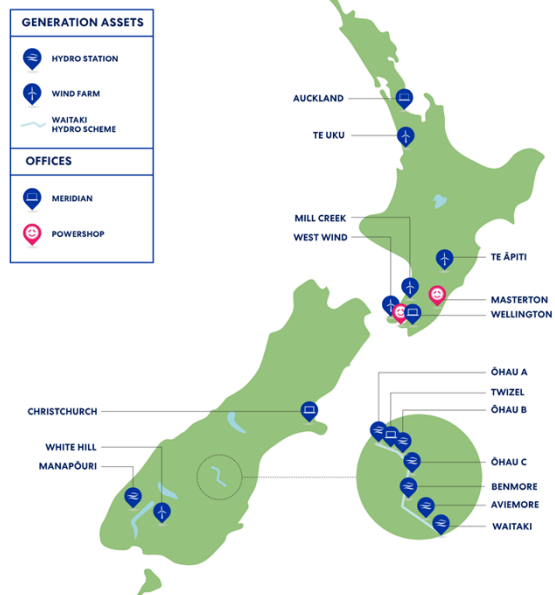 GENERATION ASSETS
HYDRO STATION
WIND FARM
WAITAKI
HYDRO SCHEME
OFFICES
MERIDIAN
POWERSHOP
AUCKLAND
TE UKU
MILL CREEK
WEST WIND
TE ĀPITI
MASTERTON
WELLINGTON
ŌHAU A
TWIZEL
ŌHAU B
CHRISTCHURCH
WHITE HILL
MANAPŌURI
ŌHAU C
BENMORE
AVIEMORE
WAITAKI